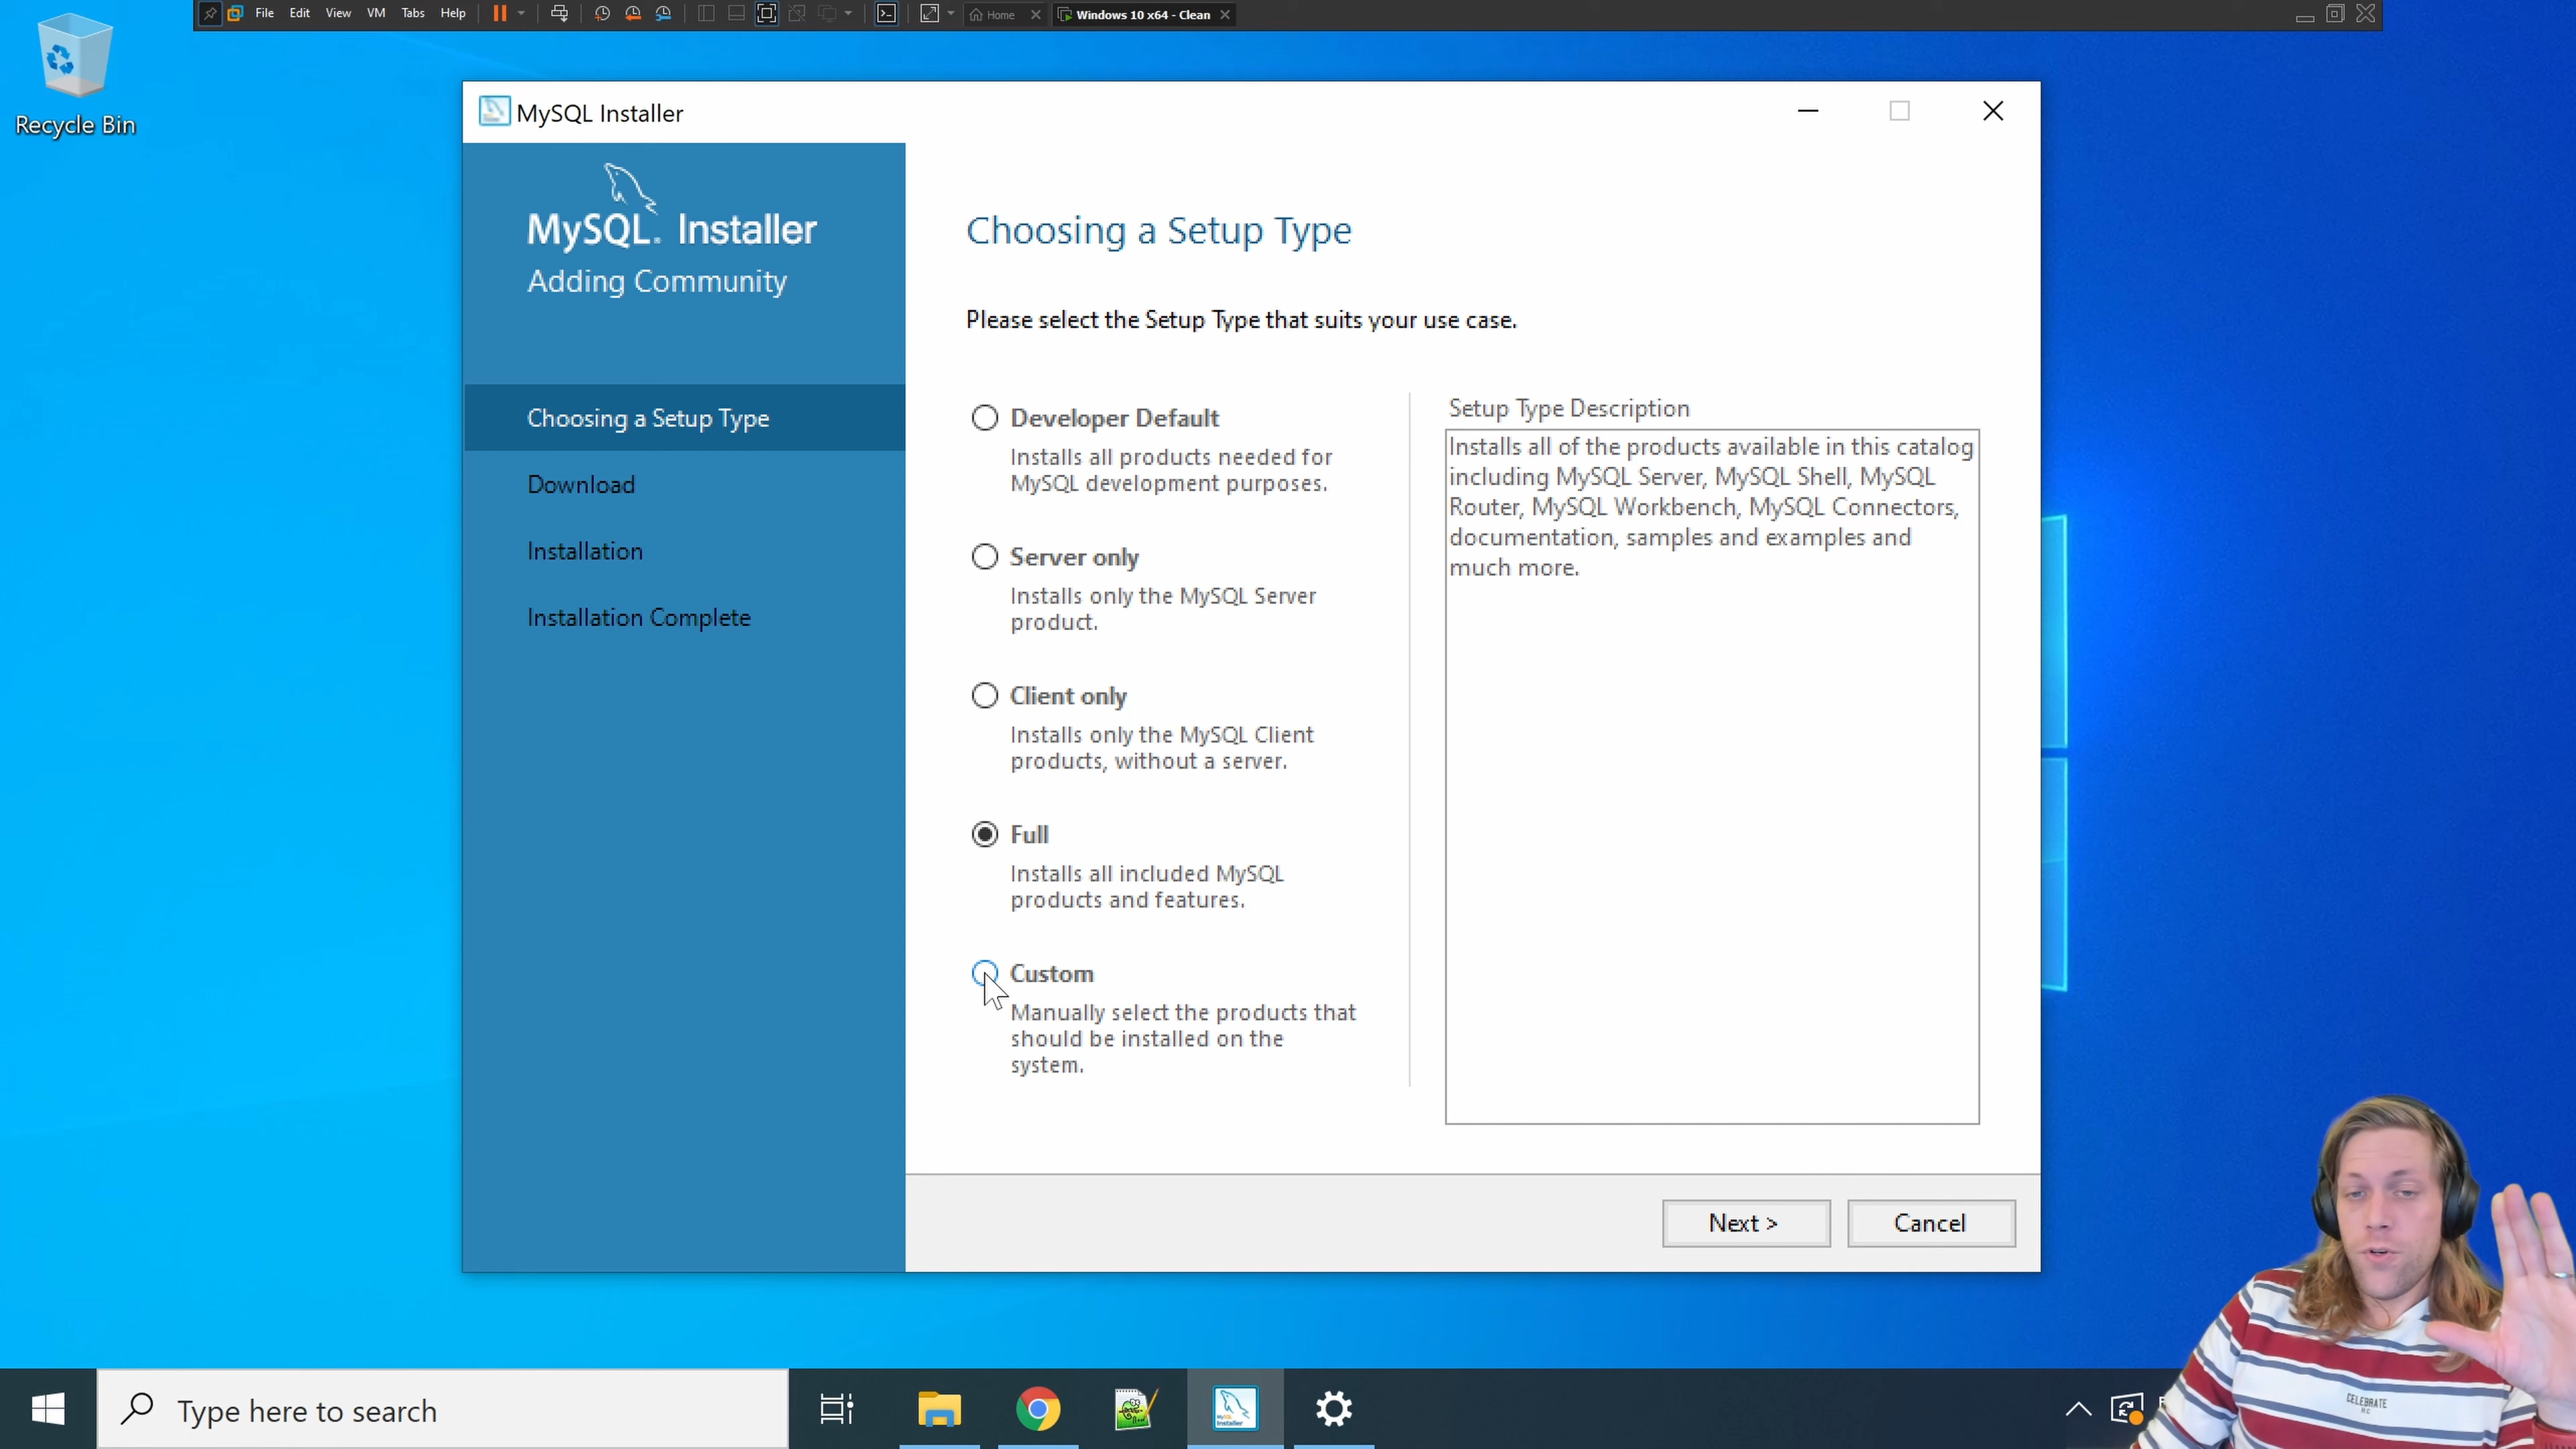 File Edit View VM Tabs Help
Home
Windows 10 x64 - Clean
Recycle Bin
MySQL Installer
MySQL. Installer
Adding Community
Choosing a Setup Type
Download
Installation
Installation Complete
Choosing a Setup Type
Please select the Setup Type that suits your use case.
Developer Default
Installs all products needed for
MySQL development purposes.
Server only
Installs only the MySQL Server
product.
Client only
Installs only the MySQL Client
products, without a server.
Full
Installs all included MySQL
products and features.
Custom
Manually select the products that
should be installed on the
system.
Setup Type Description
Installs all of the products available in this catalog
including MySQL Server, MySQL Shell, MySQL
Router, MySQL Workbench, MySQL Connectors,
documentation, samples and examples and
much more.
Next >
Cancel
CELEBRATE
Type here to search